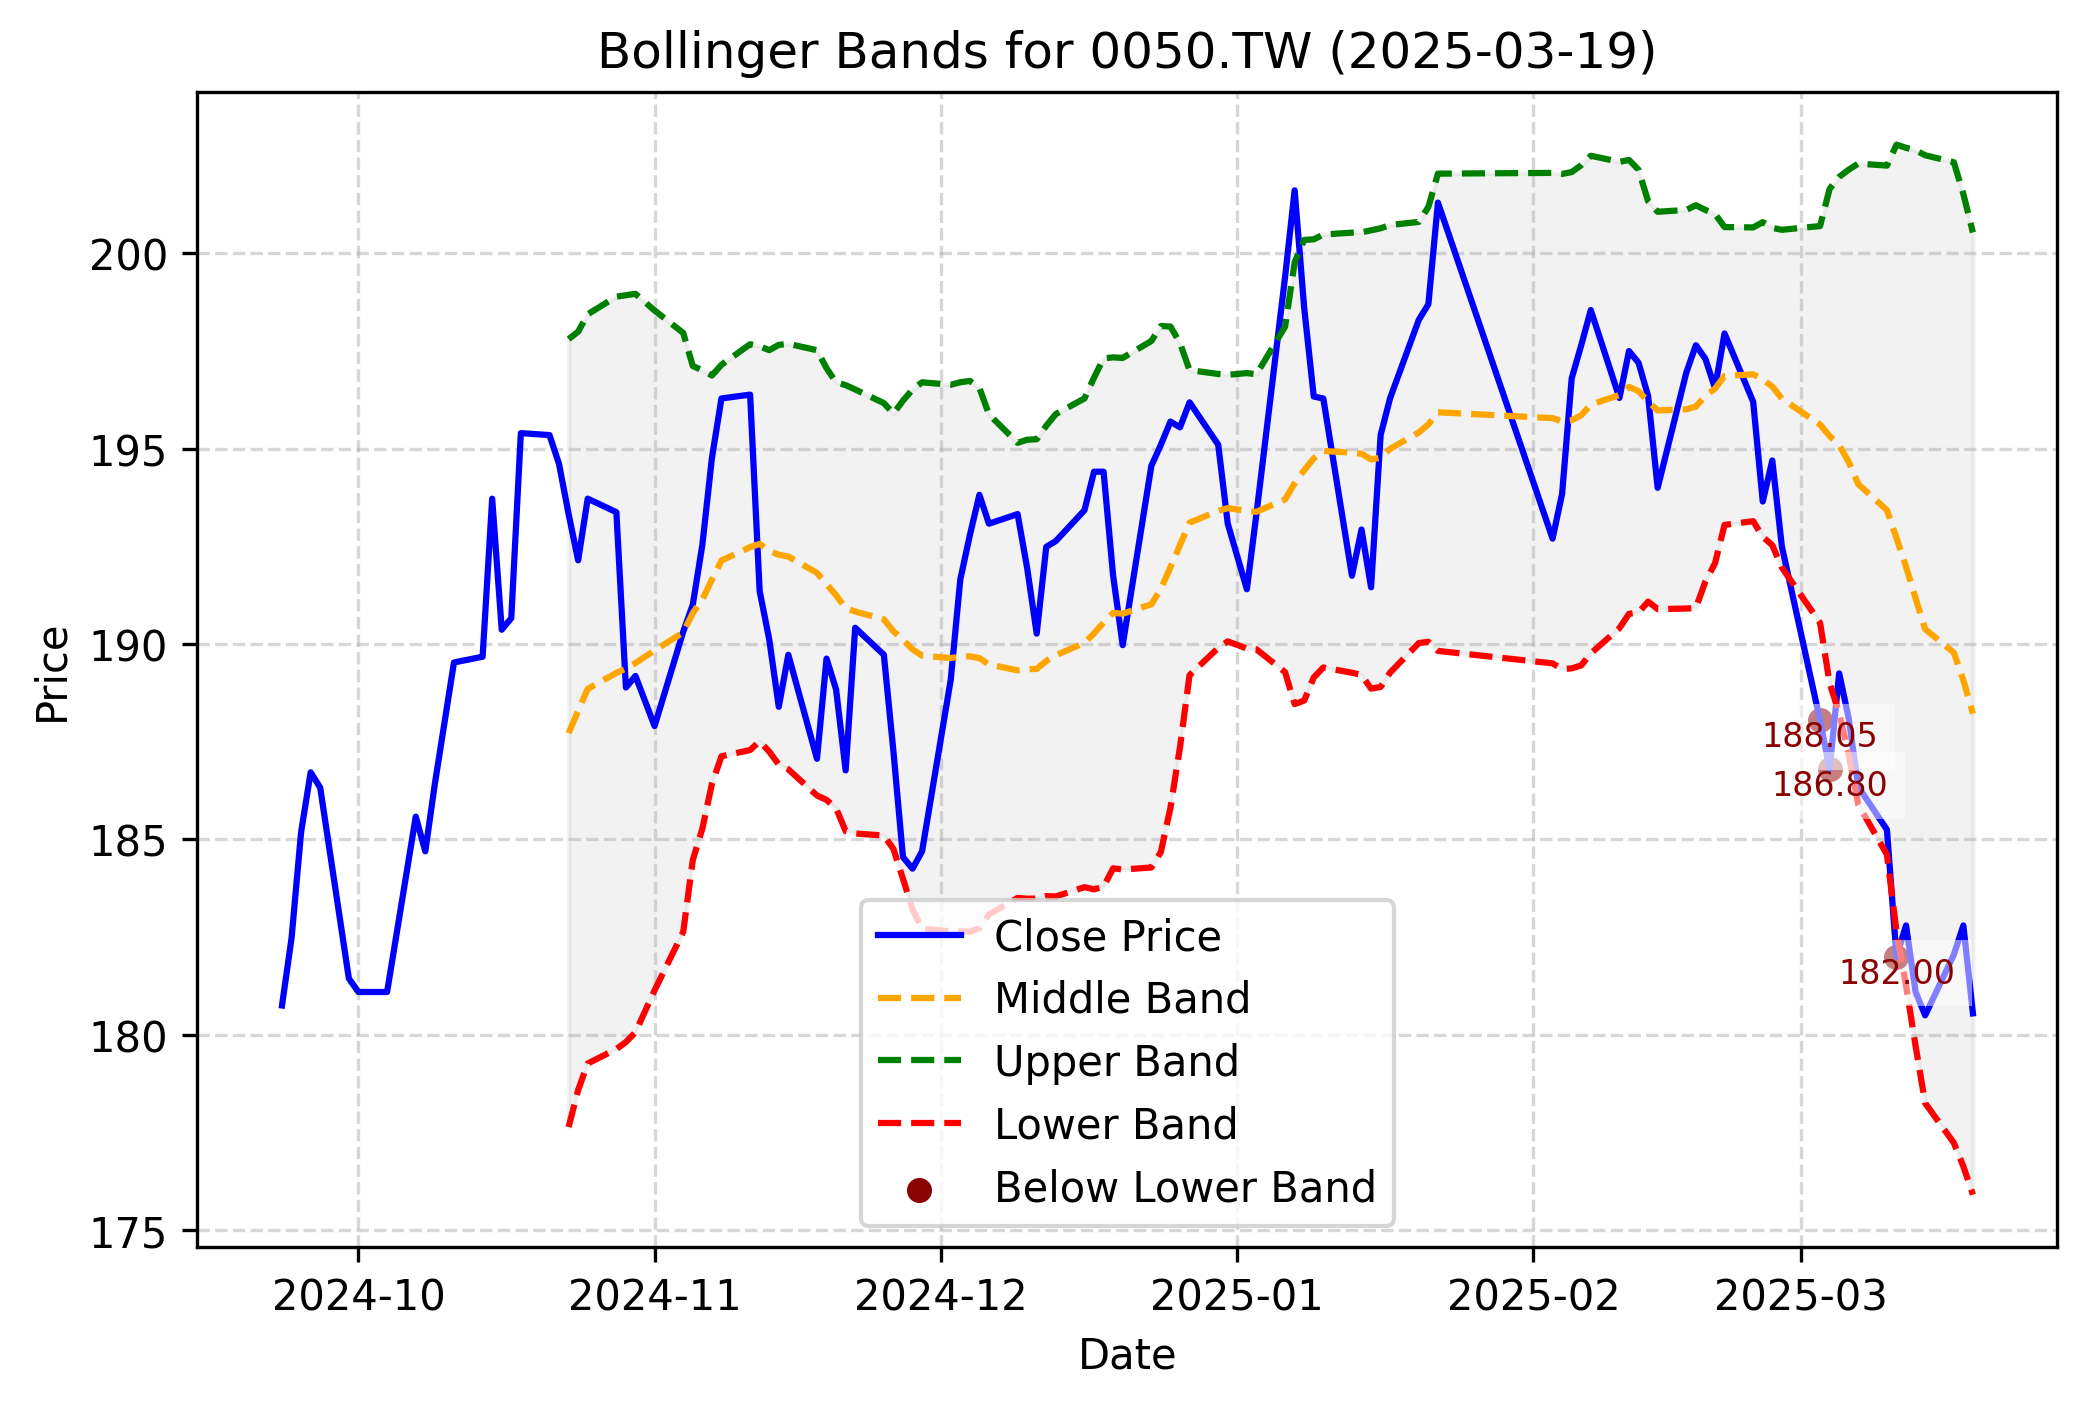 Bollinger Bands for 0050.TW (2025-03-19)
Price
200
195
190
185
180
175
188.05
186.80
182.00
Close Price
Middle Band
Upper Band
Lower Band
Below Lower Band
2024-10
2024-11
2024-12
2025-01
2025-02
2025-03
Date